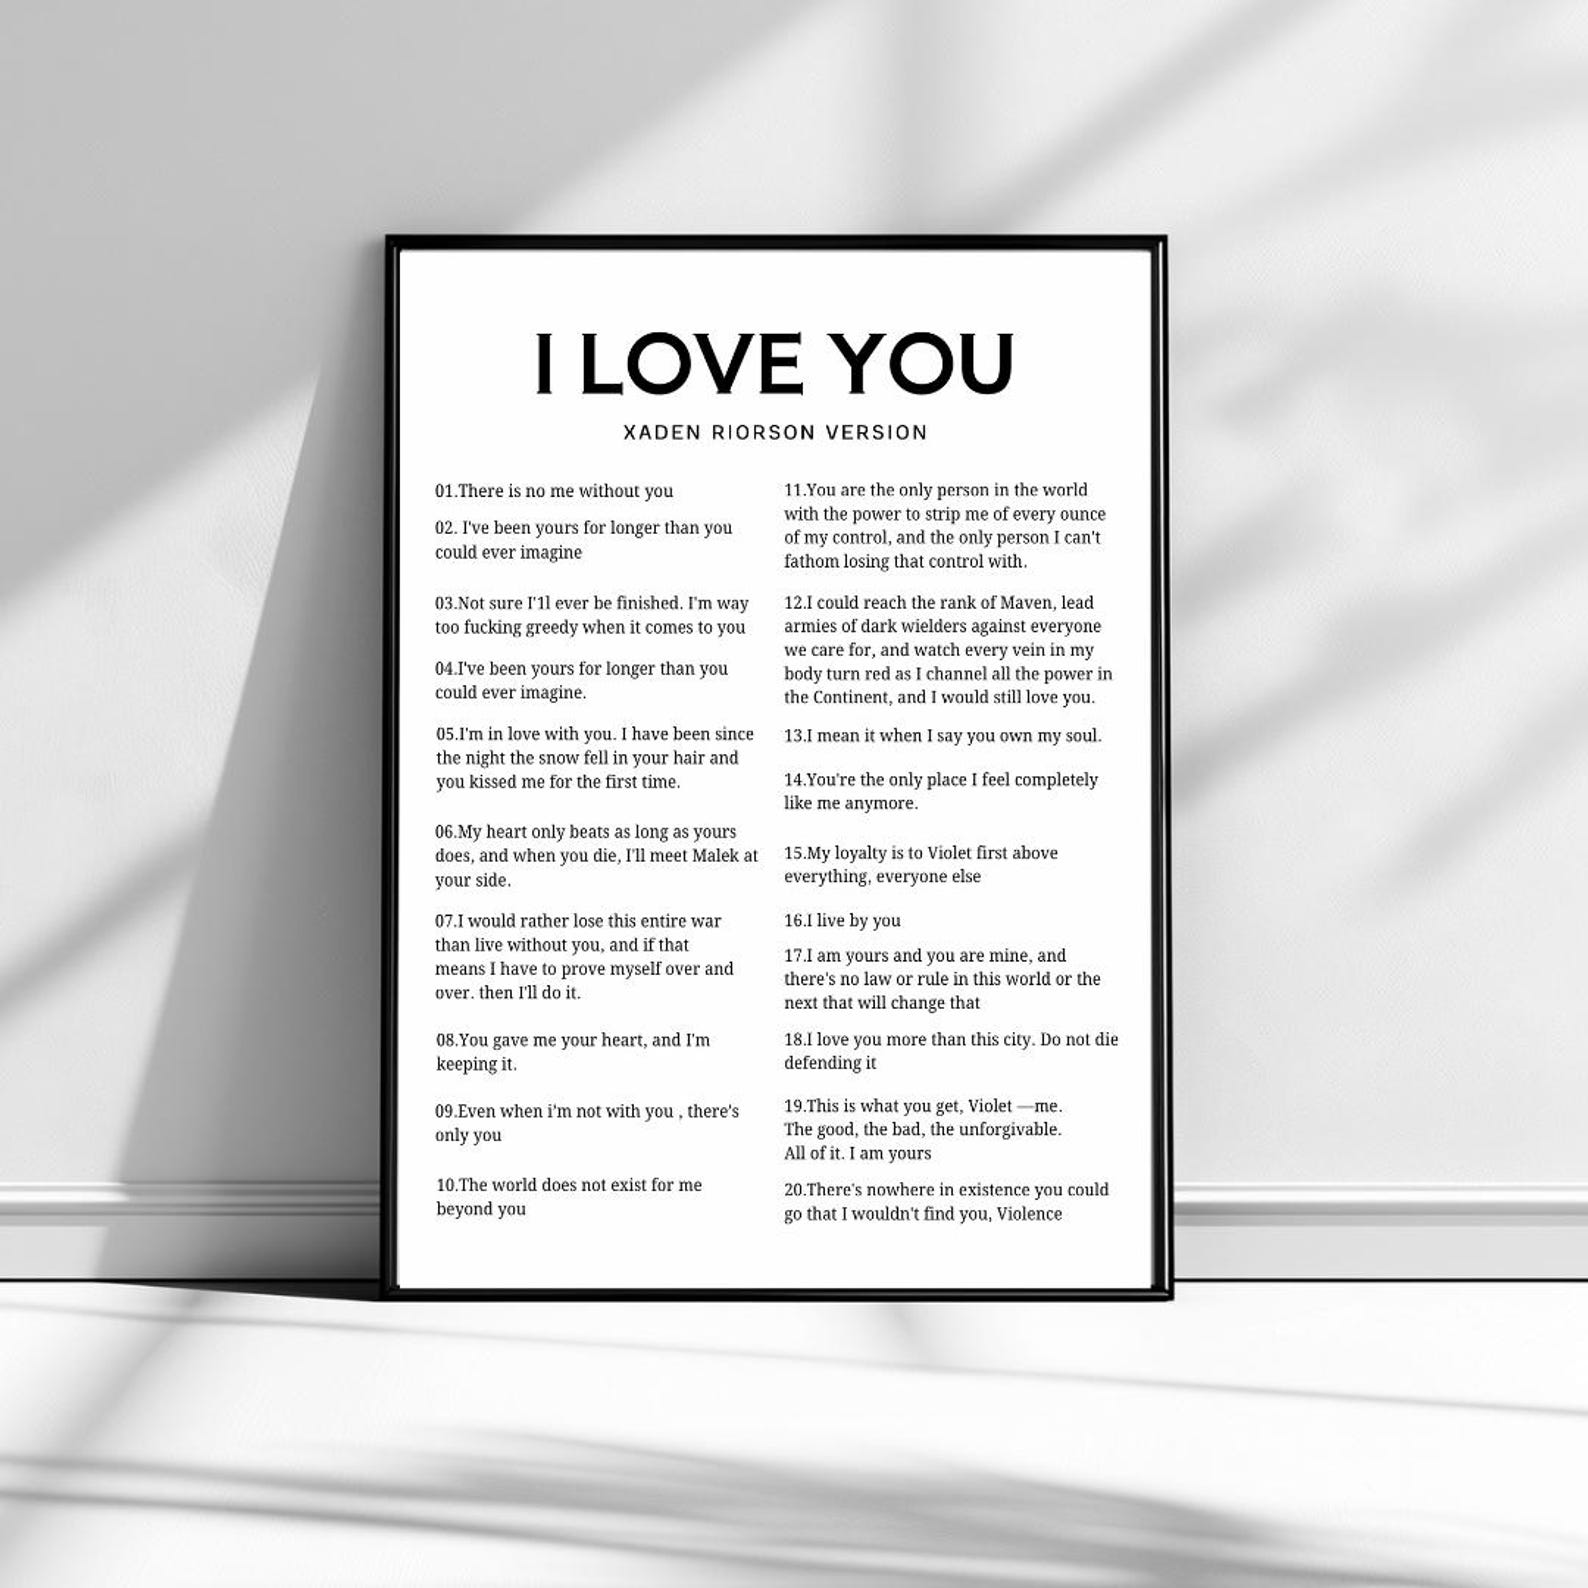 I LOVE YOU
XADEN RIORSON VERSION
01.There is no me without you
02. I've been yours for longer than you
could ever imagine
03.Not sure I'1l ever be finished. I'm way
too fucking greedy when it comes to you
04.I've been yours for longer than you
could ever imagine.
05.I'm in love with you. I have been since
the night the snow fell in your hair and
you kissed me for the first time.
06.My heart only beats as long as yours
does, and when you die, I'll meet Malek at
your side.
07.I would rather lose this entire war
than live without you, and if that
means I have to prove myself over and
over. then I'll do it.
08.You gave me your heart, and I'm
keeping it.
09.Even when i'm not with you , there's
only you
10.The world does not exist for me
beyond you
11.You are the only person in the world
with the power to strip me of every ounce
of my control, and the only person I can't
fathom losing that control with.
12.I could reach the rank of Maven, lead
armies of dark wielders against everyone
we care for, and watch every vein in my
body turn red as I channel all the power in
the Continent, and I would still love you.
13.I mean it when I say you own my soul.
14.You're the only place I feel completely
like me anymore.
15.My loyalty is to Violet first above
everything, everyone else
16.I live by you
17.I am yours and you are mine, and
there's no law or rule in this world or the
next that will change that
18.I love you more than this city. Do not die
defending it
19.This is what you get, Violet —me.
The good, the bad, the unforgivable.
All of it. I am yours
20.There's nowhere in existence you could
go that I wouldn't find you, Violence